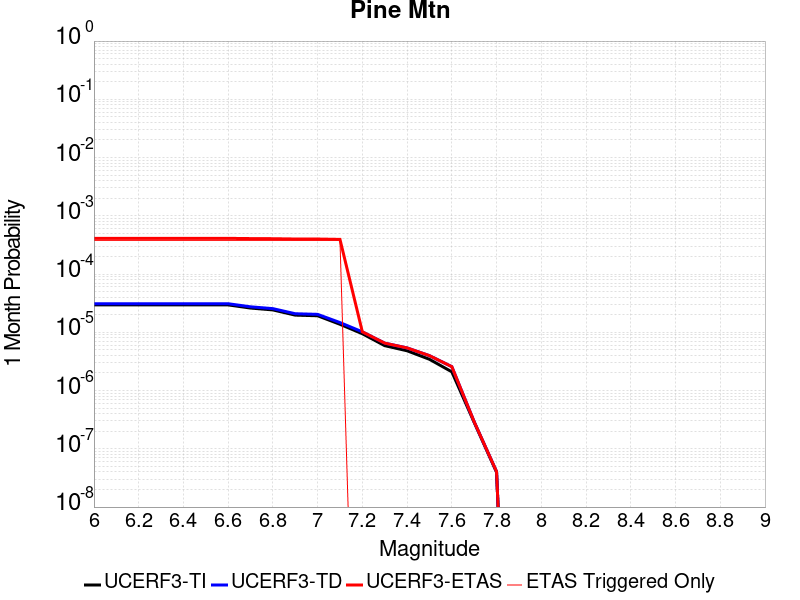 Pine Mtn
10^0
10^-1
10^-2
10^-3
10^-4
10^-5
10^-6
10^-7
10^-8
1 Month Probability
6 6.2 6.4 6.6 6.8 7 7.2 7.4 7.6 7.8 8 8.2 8.4 8.6 8.8 9
Magnitude
UCERF3-TI UCERF3-TD UCERF3-ETAS ETAS Triggered Only